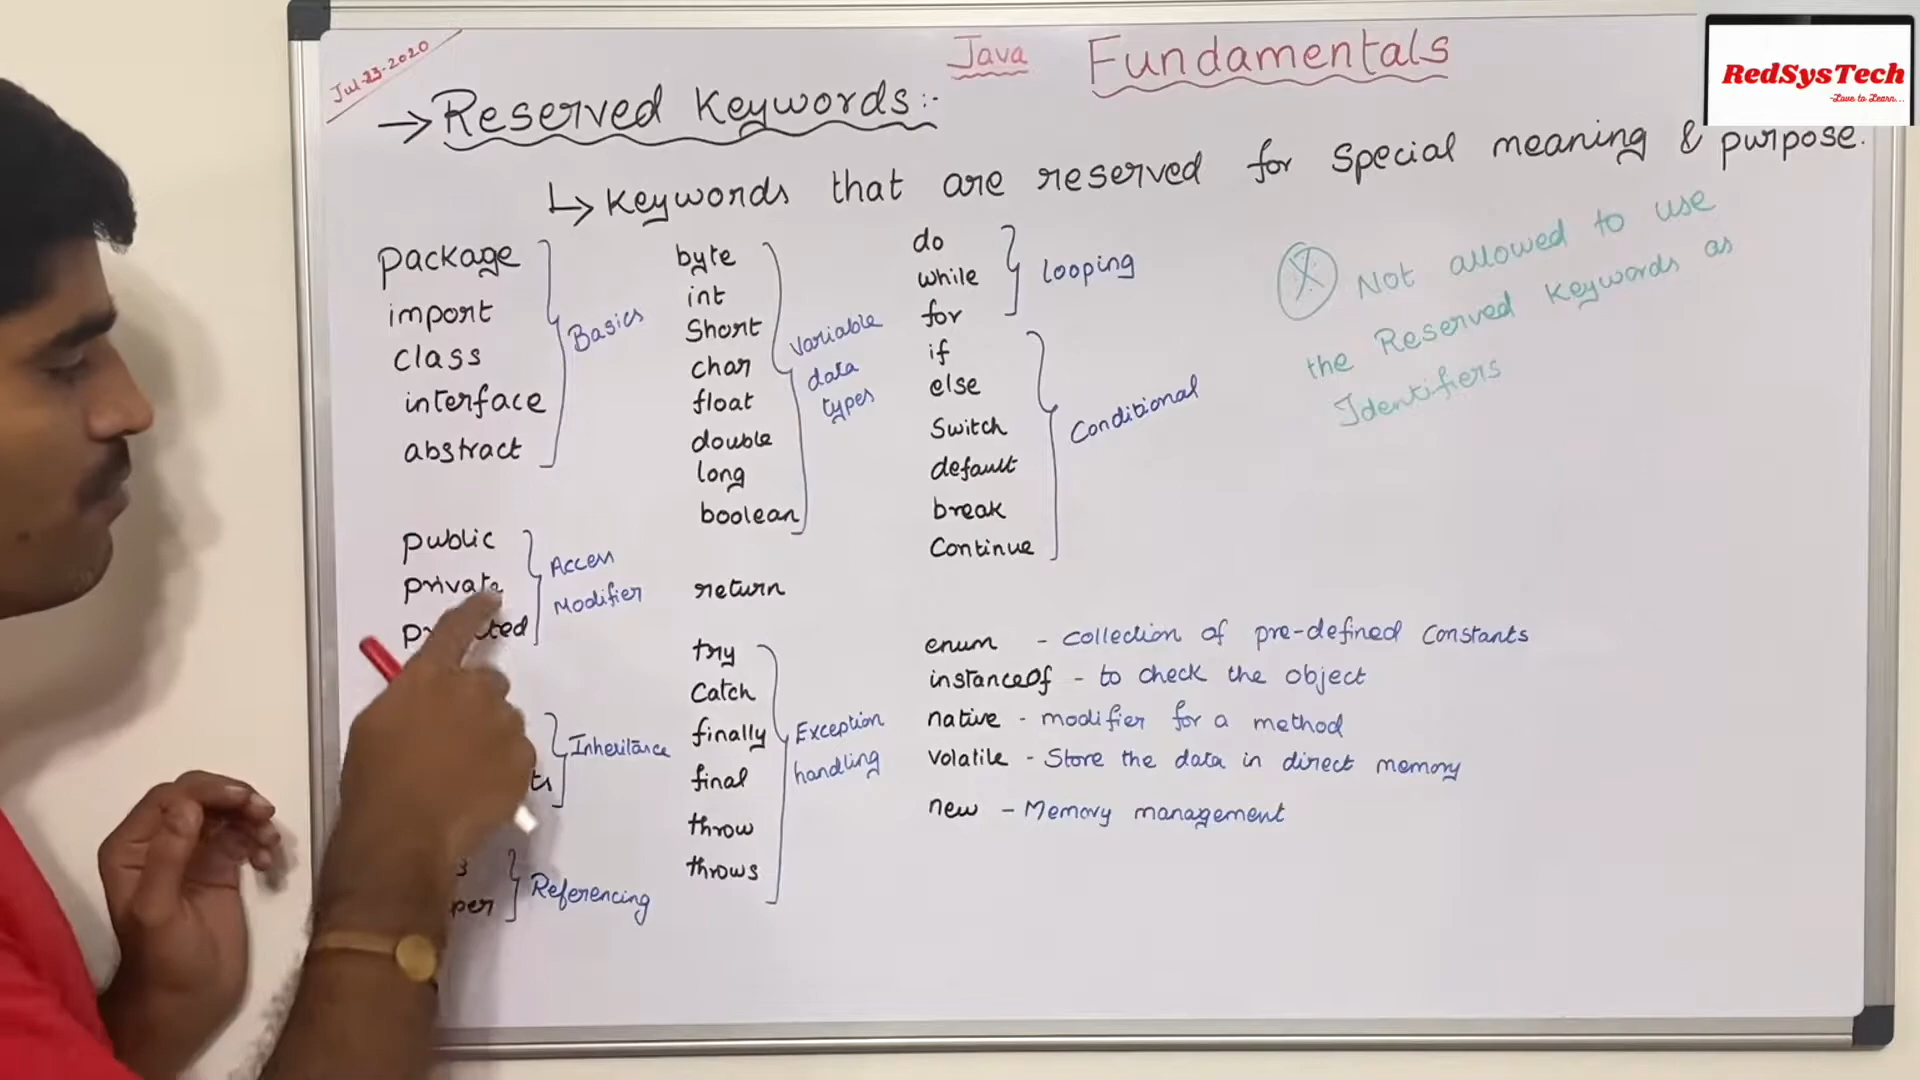 Jul-23-2020
Java Fundamentals
RedSysTech
-Love to Learn...
→ Reserved Keywords:-
↳ Keywords that are reserved for special meaning & purpose.
package
import
class
interface
abstract
Basics
public
private
Access
Modifier
Inheritance
Referencing
byte
int
Short
char
float
double
long
boolean
Variable
data
types
return
try
Catch
finally
final
throw
throws
Exception
handling
do
while
for
looping
if
else
Switch
default
break
Continue
Conditional
X Not allowed to use
the Reserved Keywords as
Identifiers
enum - collection of pre-defined Constants
instanceof - to check the object
native - modifier for a method
volatile - Store the data in direct memory
new - Memory management